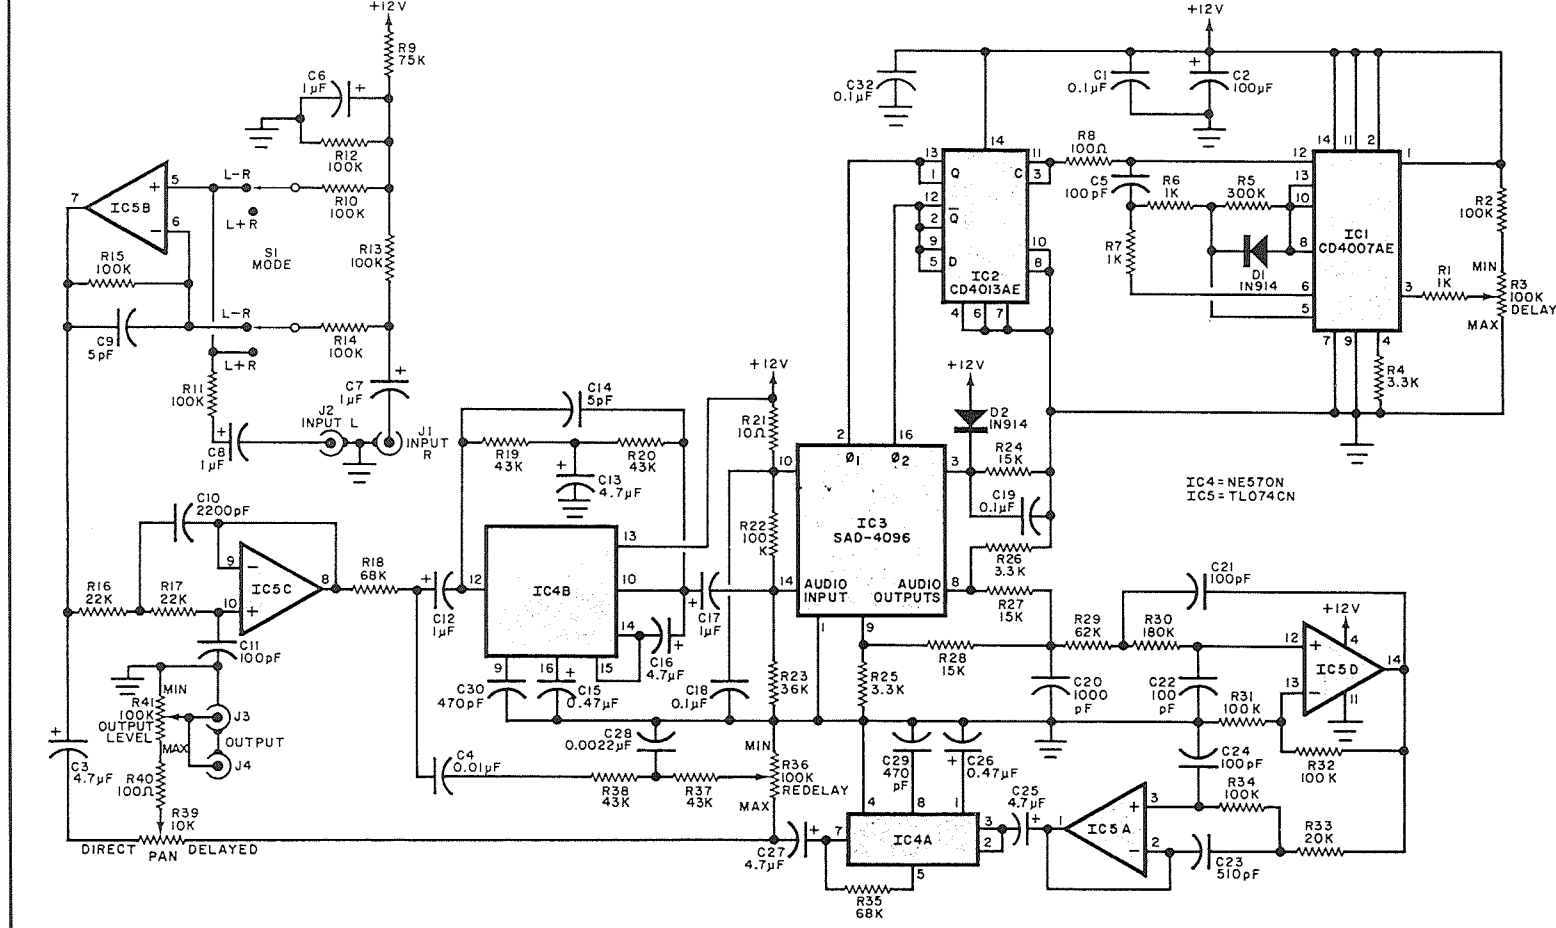 +12V
R9
75K
C6
1µF
+
R12
100K
L-R
R10
100K
L+R
S1
MODE
R13
100K
7
IC5B
+
5
6
−
R15
100K
C9
5pF
L-R
R14
100K
L+R
R11
100K
C7
1µF
+
J2
INPUT L
J1
INPUT
R
+
C8
1µF
C10
2200pF
R16
22K
R17
22K
9
−
IC5C
8
10
+
C11
100pF
R18
68K
MIN
R41
100K
OUTPUT
LEVEL
MAX
J3
OUTPUT
J4
R40
100Ω
R39
10K
DIRECT
PAN
DELAYED
+
C3
4.7µF
C4
0.01µF
+
C12
1µF
12
C14
5pF
R19
43K
R20
43K
+
C13
4.7µF
IC4B
13
10
14
9
16
15
C30
470pF
+
C15
0.47µF
C16
4.7µF
+
+
C17
1µF
C18
0.1µF
+12V
R21
10Ω
R22
100
K
R23
36K
C28
0.0022µF
R38
43K
R37
43K
MIN
R36
100K
REDELAY
MAX
C27
4.7µF
+
+12V
C32
0.1µF
C1
0.1µF
+
C2
100µF
14
13
1
Q
12
2
Q
9
5
D
C
11
3
10
8
IC2
CD4013AE
4
6
7
R8
100Ω
C5
100pF
R6
1K
R5
300K
R7
1K
D1
1N914
14
11
2
12
13
10
8
6
5
1
3
IC1
CD4007AE
7
9
4
R4
3.3K
R1
1K
R2
100K
MIN
R3
100K
DELAY
MAX
+12V
D2
1N914
2
16
Ø1
Ø2
10
3
IC3
SAD-4096
14
AUDIO
INPUT
AUDIO
OUTPUTS
8
1
9
R24
15K
C19
0.1µF
R26
3.3K
R27
15K
R28
15K
R25
3.3K
IC4=NE570N
IC5=TL074CN
C21
100pF
R29
62K
R30
180K
C20
1000
pF
C22
100
pF
R31
100K
+12V
12
+
4
IC5D
14
13
−
11
R32
100K
C24
100pF
R34
100K
R33
20K
C23
510pF
3
+
IC5A
1
2
−
C25
4.7µF
+
C29
470
pF
+
C26
0.47µF
4
8
1
7
IC4A
3
2
5
R35
68K